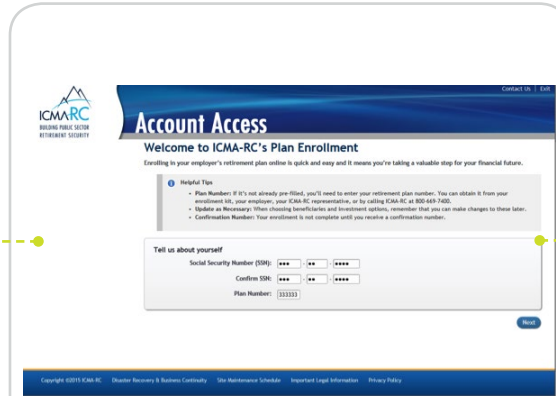 Contact Us | Exit
ICMARC
BUILDING PUBLIC SECTOR
RETIREMENT SECURITY
Account Access
Welcome to ICMA-RC's Plan Enrollment
Enrolling in your employer's retirement plan online is quick and easy and it means you're taking a valuable step for your financial future.
Helpful Tips
• Plan Number: If it's not already pre-filled, you'll need to enter your retirement plan number. You can obtain it from your
enrollment kit, your employer, your ICMA-RC representative, or by calling ICMA-RC at 800-669-7400.
• Update as Necessary: When choosing beneficiaries and investment options, remember that you can make changes to these later.
• Confirmation Number: Your enrollment is not complete until you receive a confirmation number.
Tell us about yourself
Social Security Number (SSN): ••• - •• - ••••
Confirm SSN: ••• - •• - ••••
Plan Number: 333333
Next
Copyright ©2015 ICMA-RC Disaster Recovery & Business Continuity Site Maintenance Schedule Important Legal Information Privacy Policy